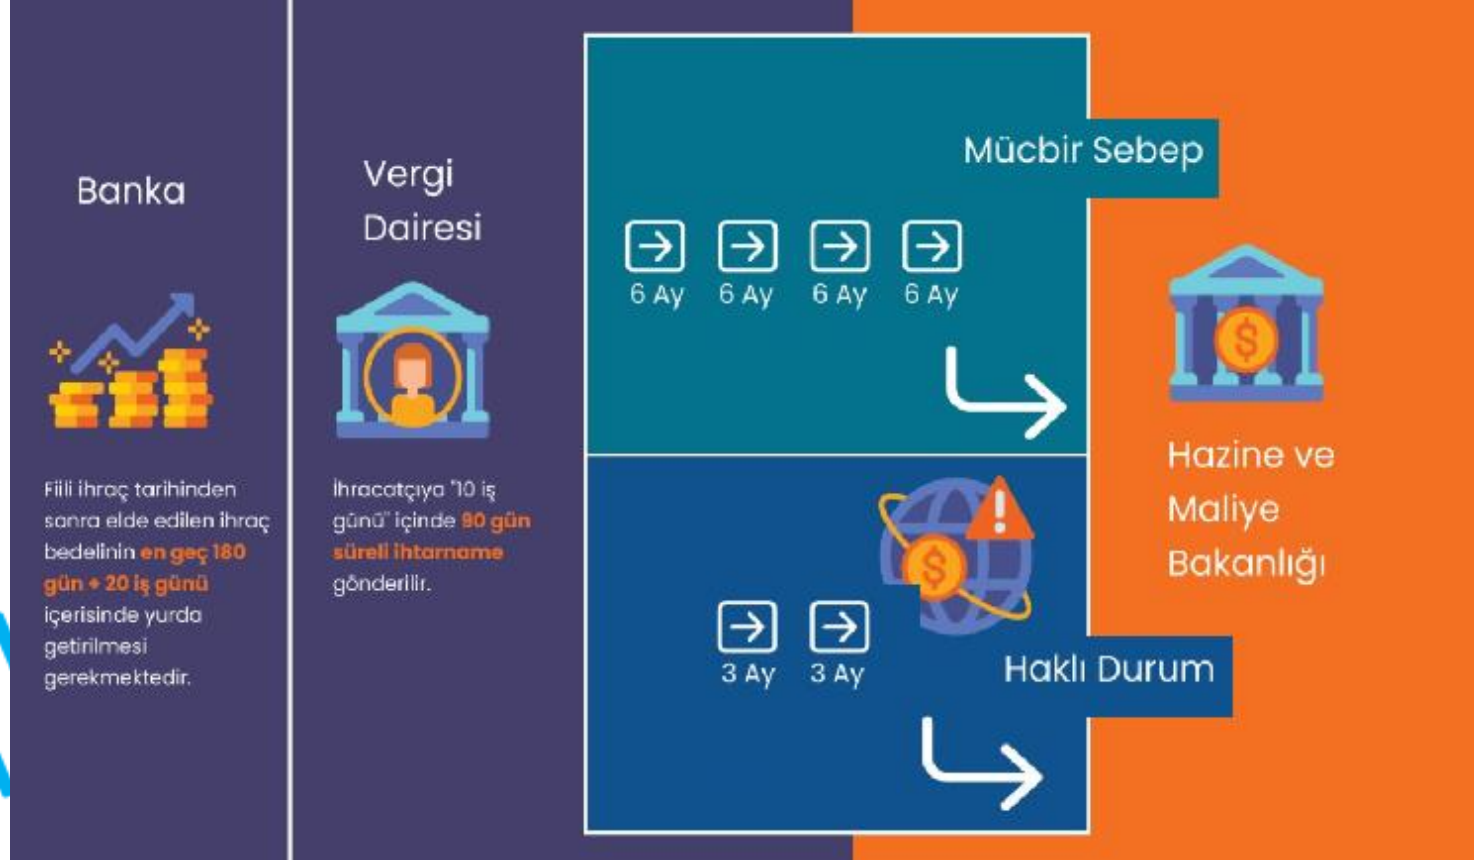 Banka
Fiili ihraç tarihinden
sonra elde edilen ihraç
bedelinin en geç 180
gün + 20 iş günü
içerisinde yurda
getirilmesi
gerekmektedir.
Vergi
Dairesi
İhracatçıya "10 iş
günü" içinde 90 gün
süreli ihtarname
gönderilir.
Mücbir Sebep
6 Ay 6 Ay 6 Ay 6 Ay
3 Ay 3 Ay
Haklı Durum
Hazine ve
Maliye
Bakanlığı